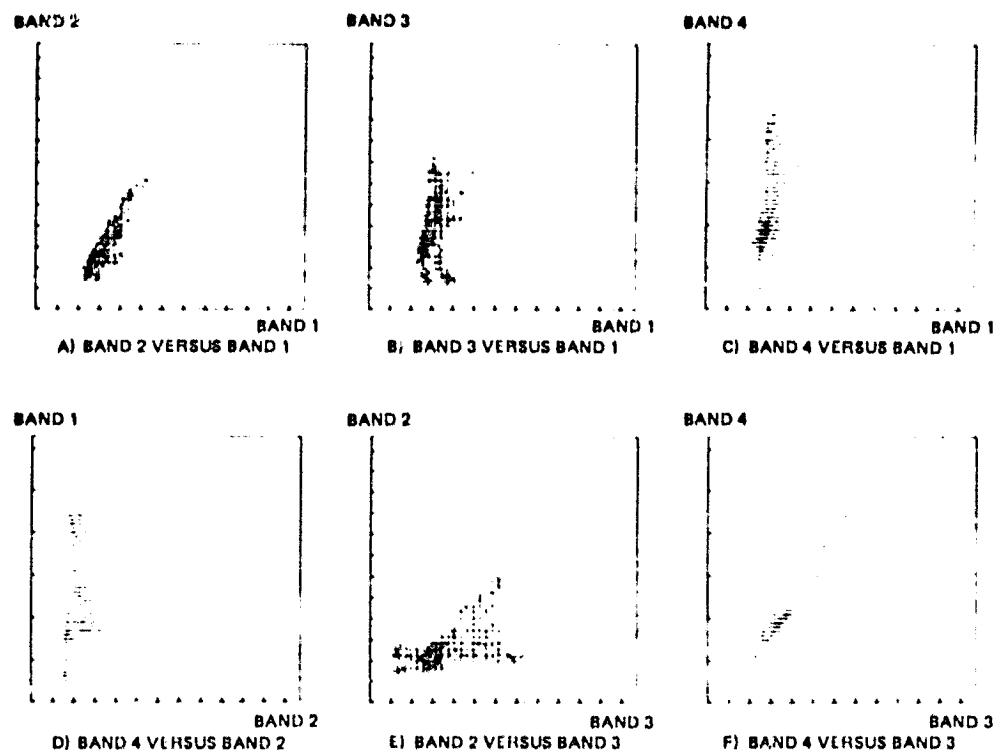 BAND 2 BAND 3 BAND 4
BAND 1 BAND 1 BAND 1
A) BAND 2 VERSUS BAND 1 B) BAND 3 VERSUS BAND 1 C) BAND 4 VERSUS BAND 1
BAND 1 BAND 2 BAND 4
BAND 2 BAND 3 BAND 3
D) BAND 4 VERSUS BAND 2 E) BAND 2 VERSUS BAND 3 F) BAND 4 VERSUS BAND 3